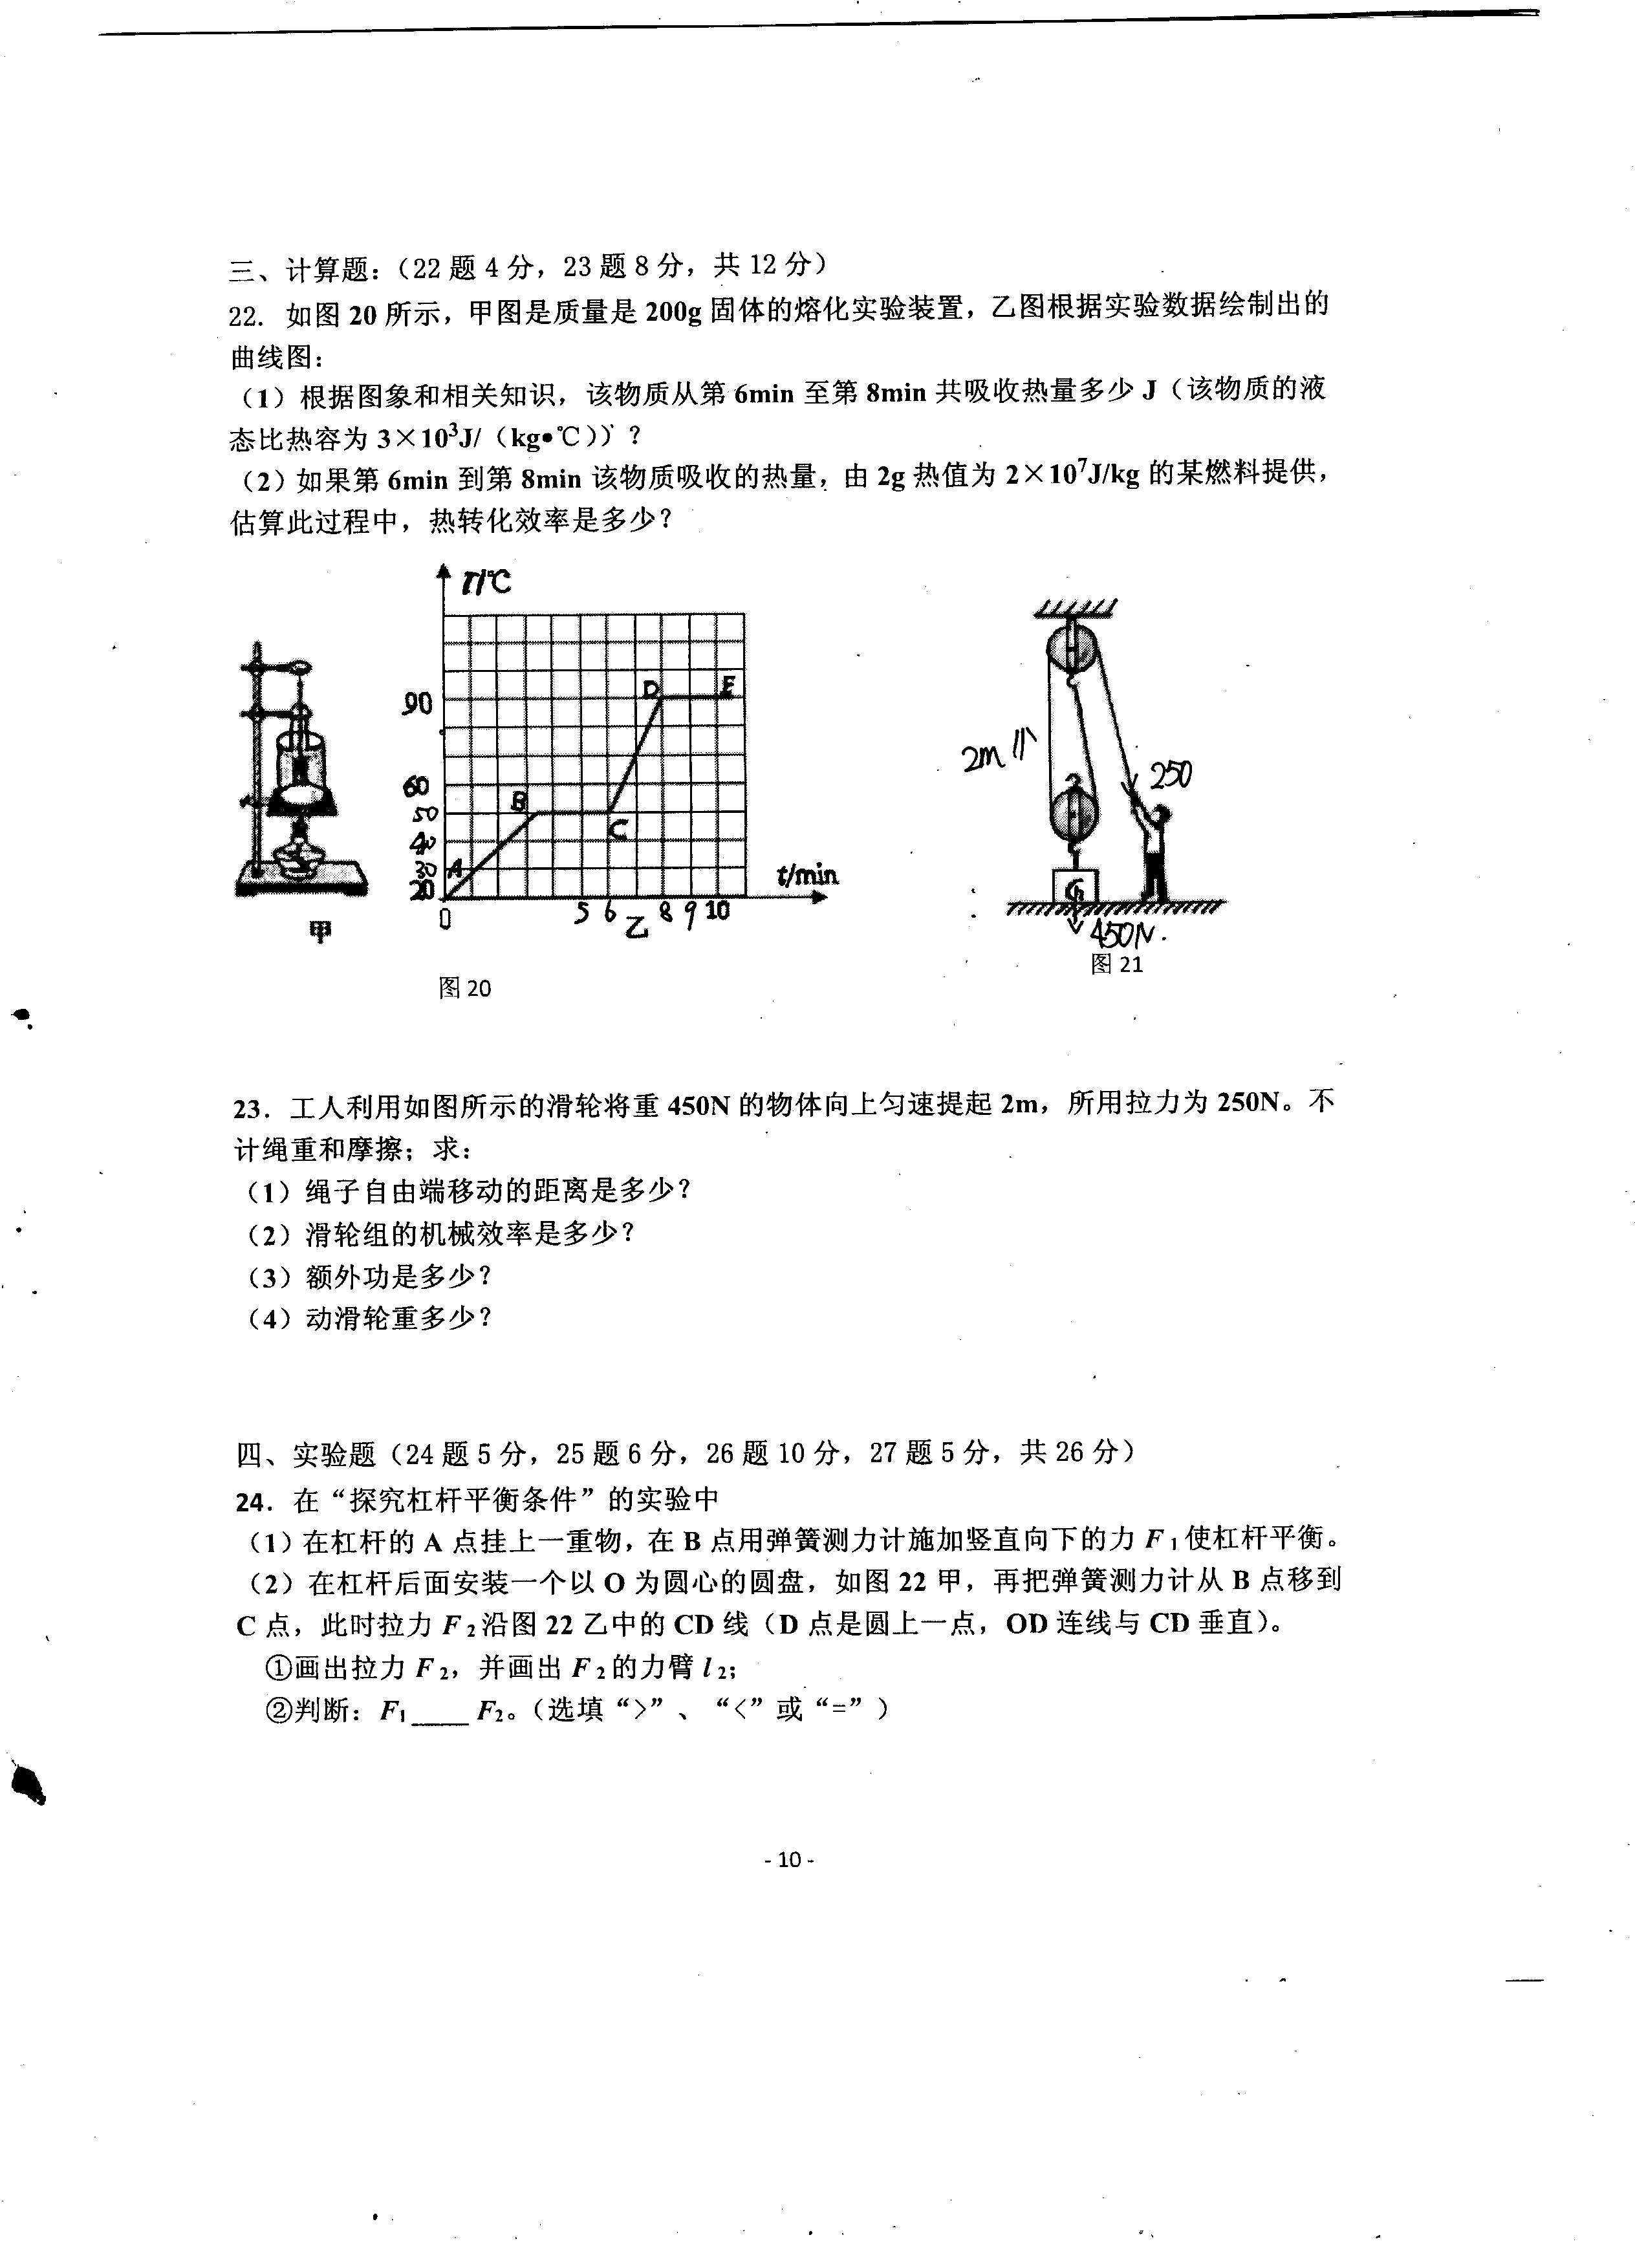 三、计算题：（22 题 4 分，23 题 8 分，共 12 分）
22. 如图 20 所示，甲图是质量是 200g 固体的熔化实验装置，乙图根据实验数据绘制出的
曲线图：
（1）根据图象和相关知识，该物质从第 6min 至第 8min 共吸收热量多少 J（该物质的液
态比热容为 3×10³J/（kg•℃））？
（2）如果第 6min 到第 8min 该物质吸收的热量，由 2g 热值为 2×10⁷J/kg 的某燃料提供，
估算此过程中，热转化效率是多少？
T/℃
90
60
50
40
30
20
A
B
C
D
E
0
5 6 8 9 10
t/min
甲
乙
图 20
2m
250
G
450N.
图 21
23．工人利用如图所示的滑轮将重 450N 的物体向上匀速提起 2m，所用拉力为 250N。不
计绳重和摩擦；求：
（1）绳子自由端移动的距离是多少？
（2）滑轮组的机械效率是多少？
（3）额外功是多少？
（4）动滑轮重多少？
四、实验题（24 题 5 分，25 题 6 分，26 题 10 分，27 题 5 分，共 26 分）
24．在“探究杠杆平衡条件”的实验中
（1）在杠杆的 A 点挂上一重物，在 B 点用弹簧测力计施加竖直向下的力 F₁使杠杆平衡。
（2）在杠杆后面安装一个以 O 为圆心的圆盘，如图 22 甲，再把弹簧测力计从 B 点移到
C 点，此时拉力 F₂沿图 22 乙中的 CD 线（D 点是圆上一点，OD 连线与 CD 垂直）。
①画出拉力 F₂，并画出 F₂的力臂 l₂；
②判断：F₁____ F₂。（选填“>”、“<”或“=”）
- 10 -